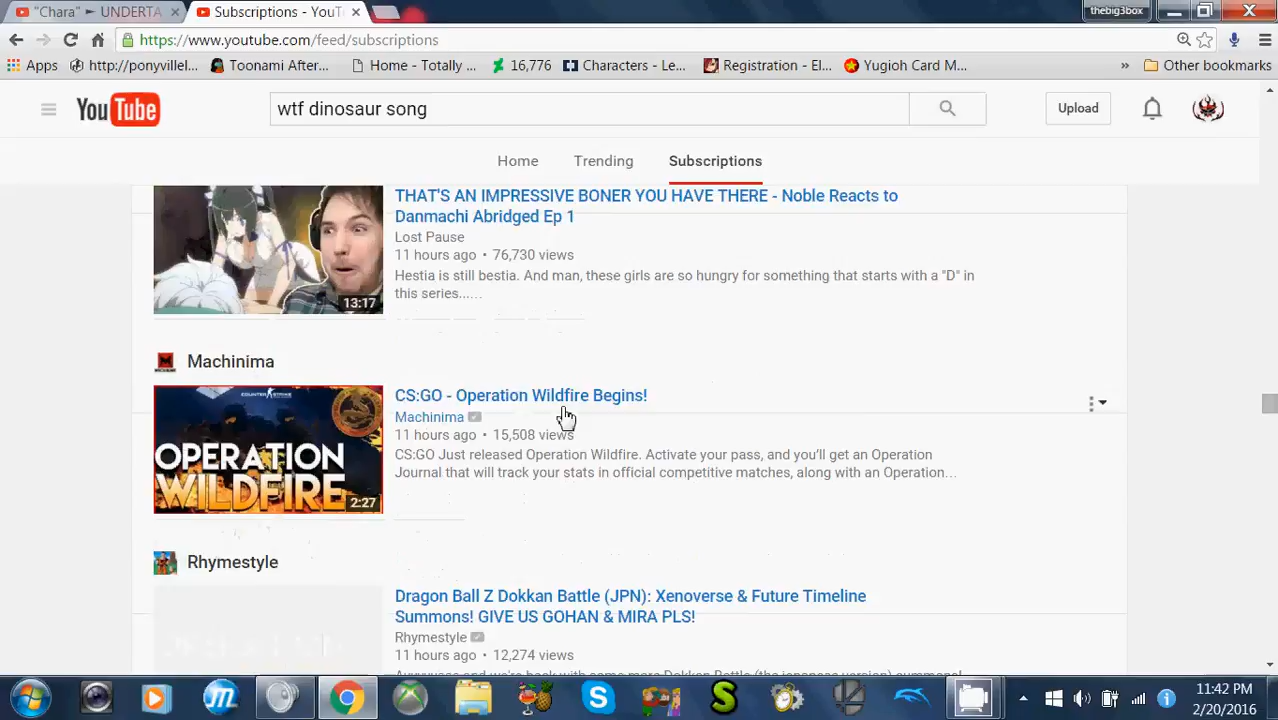 "Chara" ► UNDERTA
Subscriptions - YouT
thebig3box
https://www.youtube.com/feed/subscriptions
Apps
http://ponyvillel...
Toonami After...
Home - Totally ...
16,776
Characters - Le...
Registration - El...
Yugioh Card M...
»
Other bookmarks
YouTube
wtf dinosaur song
Upload
Home
Trending
Subscriptions
THAT'S AN IMPRESSIVE BONER YOU HAVE THERE - Noble Reacts to
Danmachi Abridged Ep 1
Lost Pause
11 hours ago • 76,730 views
Hestia is still bestia. And man, these girls are so hungry for something that starts with a "D" in
this series...…
13:17
Machinima
CS:GO - Operation Wildfire Begins!
Machinima
11 hours ago • 15,508 views
CS:GO Just released Operation Wildfire. Activate your pass, and you'll get an Operation
Journal that will track your stats in official competitive matches, along with an Operation…
COUNTER STRIKE
OPERATION
WILDFIRE
2:27
Rhymestyle
Dragon Ball Z Dokkan Battle (JPN): Xenoverse & Future Timeline
Summons! GIVE US GOHAN & MIRA PLS!
Rhymestyle
11 hours ago • 12,274 views
11:42 PM
2/20/2016